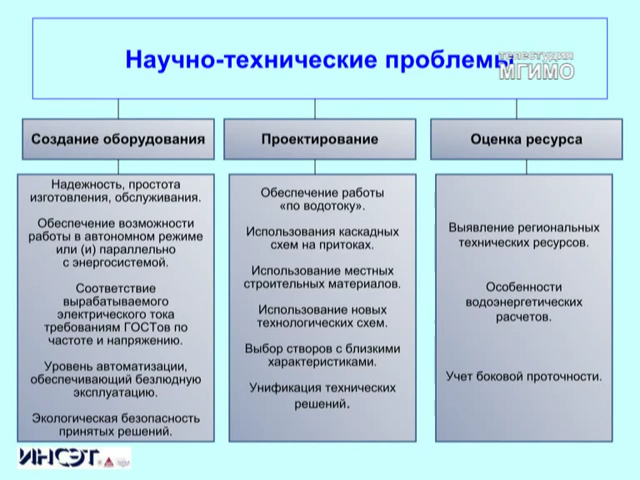 Научно-технические проблемы
телестудия
МГИМО
Создание оборудования
Проектирование
Оценка ресурса
Надежность, простота
изготовления, обслуживания.
Обеспечение возможности
работы в автономном режиме
или (и) параллельно
с энергосистемой.
Соответствие
вырабатываемого
электрического тока
требованиям ГОСТов по
частоте и напряжению.
Уровень автоматизации,
обеспечивающий безлюдную
эксплуатацию.
Экологическая безопасность
принятых решений.
Обеспечение работы
«по водотоку».
Использования каскадных
схем на притоках.
Использование местных
строительных материалов.
Использование новых
технологических схем.
Выбор створов с близкими
характеристиками.
Унификация технических
решений.
Выявление региональных
технических ресурсов.
Особенности
водоэнергетических
расчетов.
Учет боковой проточности.
ИНСЭТ